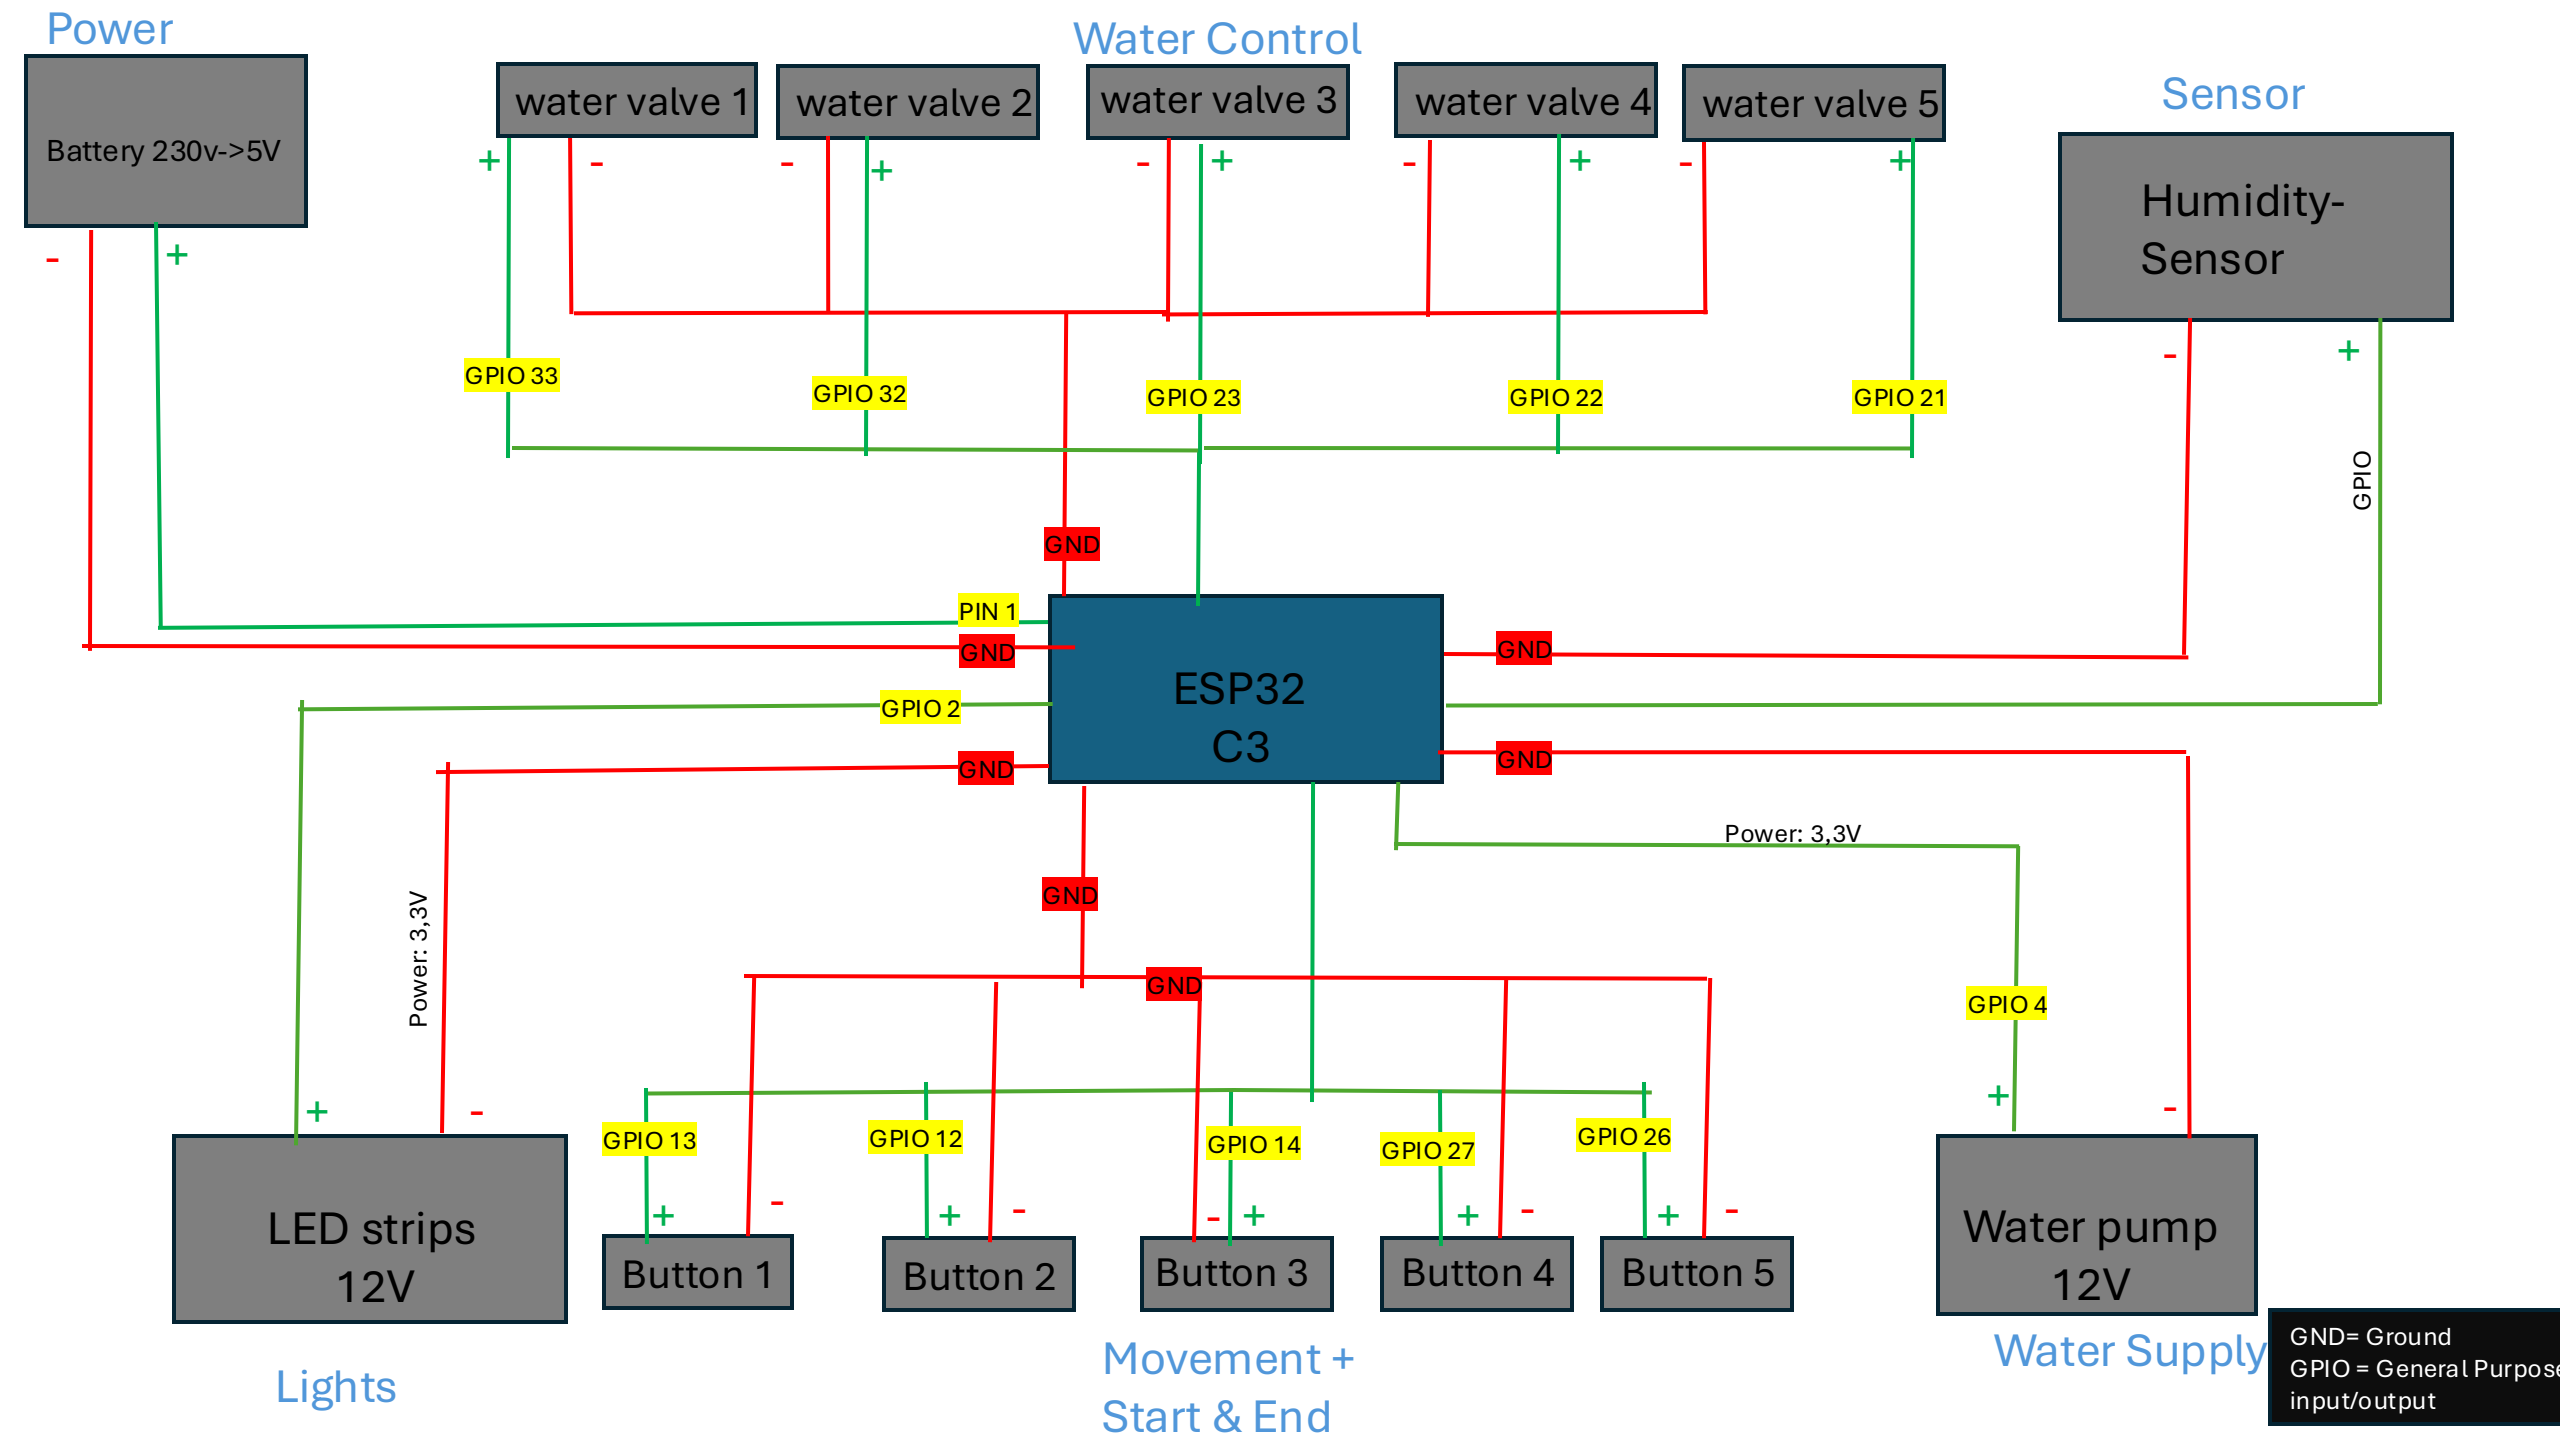 Power
Water Control
Sensor
Battery 230v->5V
water valve 1
water valve 2
water valve 3
water valve 4
water valve 5
Humidity-
Sensor
+
-
-
+
-
+
-
+
-
+
-
+
-
+
GPIO 33
GPIO 32
GPIO 23
GPIO 22
GPIO 21
GPIO
GND
PIN 1
GND
GND
GPIO 2
GND
GND
ESP32
C3
Power: 3,3V
Power: 3,3V
GND
GND
GPIO 4
GPIO 13
GPIO 12
GPIO 14
GPIO 27
GPIO 26
+
-
+
-
+
-
+
-
-
+
+
-
+
-
LED strips
12V
Button 1
Button 2
Button 3
Button 4
Button 5
Water pump
12V
Lights
Movement +
Start & End
Water Supply
GND= Ground
GPIO = General Purpose
input/output